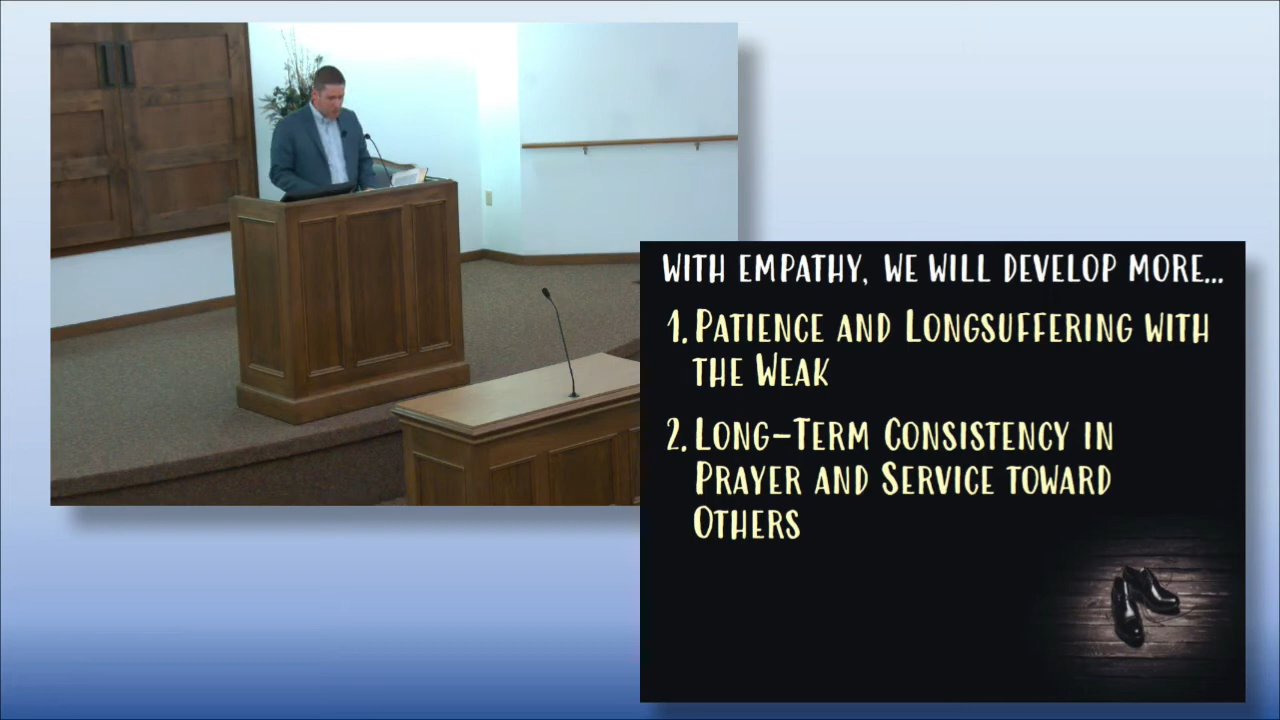 WITH EMPATHY, WE WILL DEVELOP MORE...
1. PATIENCE AND LONGSUFFERING WITH
THE WEAK
2. LONG-TERM CONSISTENCY IN
PRAYER AND SERVICE TOWARD
OTHERS